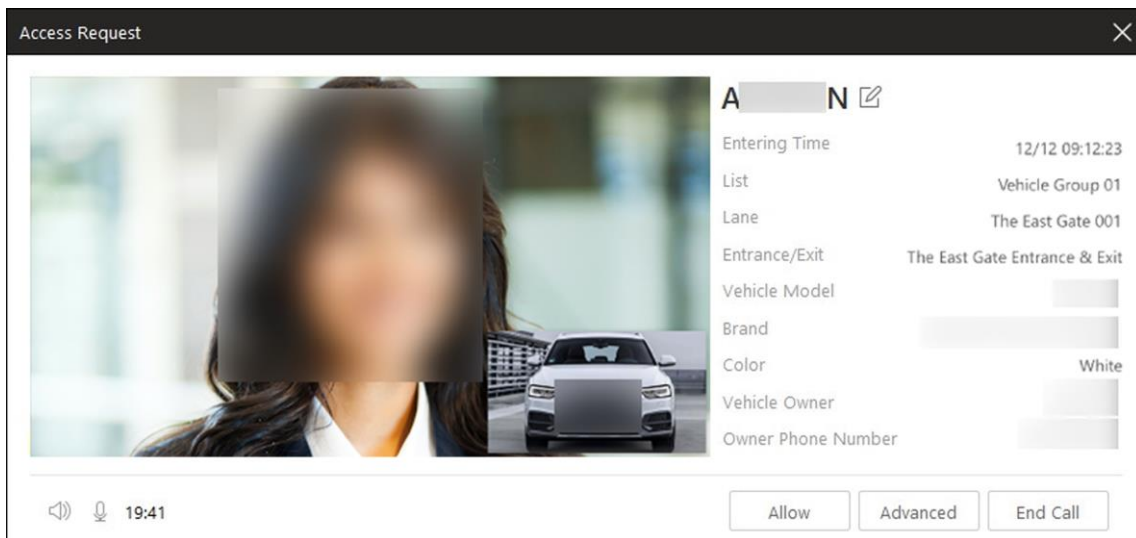 Access Request
A N
Entering Time 12/12 09:12:23
List Vehicle Group 01
Lane The East Gate 001
Entrance/Exit The East Gate Entrance & Exit
Vehicle Model
Brand
Color White
Vehicle Owner
Owner Phone Number
19:41 Allow Advanced End Call